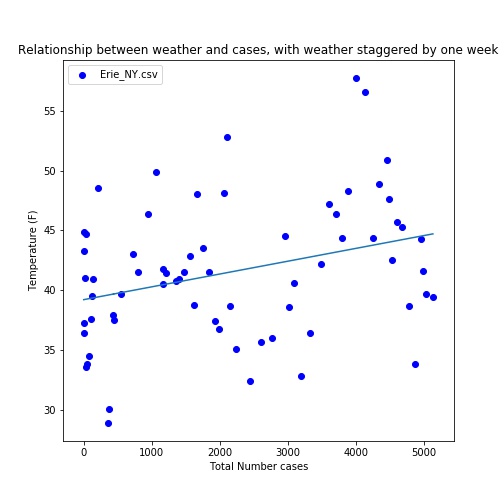 Relationship between weather and cases, with weather staggered by one week
Erie_NY.csv
Temperature (F)
55
50
45
40
35
30
0 1000 2000 3000 4000 5000
Total Number cases